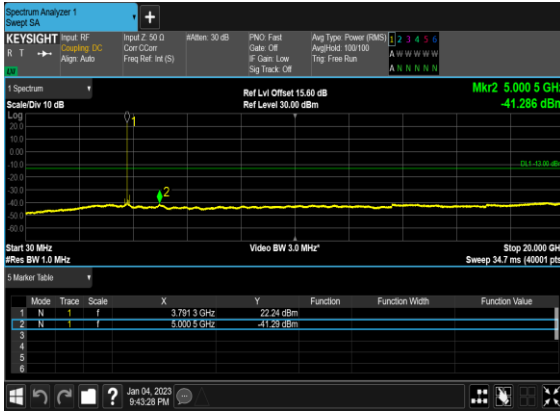 Spectrum Analyzer 1
Swept SA
+
KEYSIGHT Input: RF Input Z: 50 Ω #Atten: 30 dB PNO: Fast Avg Type: Power (RMS) 1 2 3 4 5 6
R T Coupling: DC Corr CCorr Gate: Off Avg|Hold: 100/100 A W W W W W
Align: Auto Freq Ref: Int (S) IF Gain: Low Trig: Free Run
Sig Track: Off A N N N N N
1 Spectrum Ref Lvl Offset 15.60 dB Mkr2 5.000 5 GHz
Scale/Div 10 dB Ref Level 30.00 dBm -41.286 dBm
Log
20.0
10.0
0.00
-10.0
-20.0
-30.0
-40.0
-50.0
-60.0
1
2
DL1 -13.00 dBm
Start 30 MHz Video BW 3.0 MHz* Stop 20.000 GHz
#Res BW 1.0 MHz Sweep 34.7 ms (40001 pts)
5 Marker Table
Mode Trace Scale X Y Function Function Width Function Value
1 N 1 f 3.791 3 GHz 22.24 dBm
2 N 1 f 5.000 5 GHz -41.29 dBm
3
4
5
6
? Jan 04, 2023
9:43:28 PM